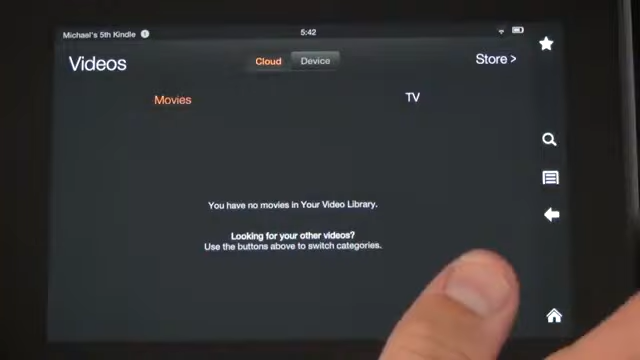 Michael's 5th Kindle 1
5:42
Videos
Cloud
Device
Store >
Movies
TV
You have no movies in Your Video Library.
Looking for your other videos?
Use the buttons above to switch categories.